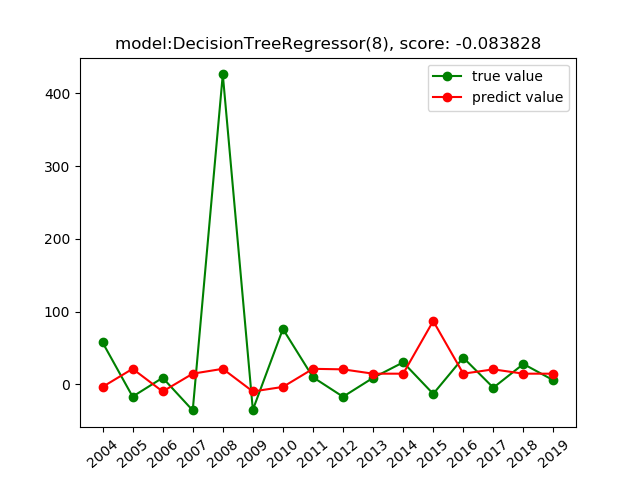 model:DecisionTreeRegressor(8), score: -0.083828
true value
predict value
400
300
200
100
0
2004 2005 2006 2007 2008 2009 2010 2011 2012 2013 2014 2015 2016 2017 2018 2019